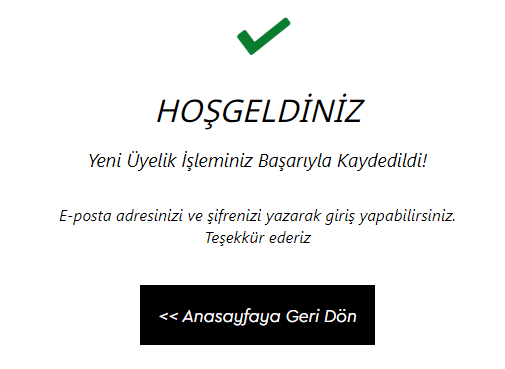 HOŞGELDİNİZ
Yeni Üyelik İşleminiz Başarıyla Kaydedildi!
E-posta adresinizi ve şifrenizi yazarak giriş yapabilirsiniz.
Teşekkür ederiz
<< Anasayfaya Geri Dön